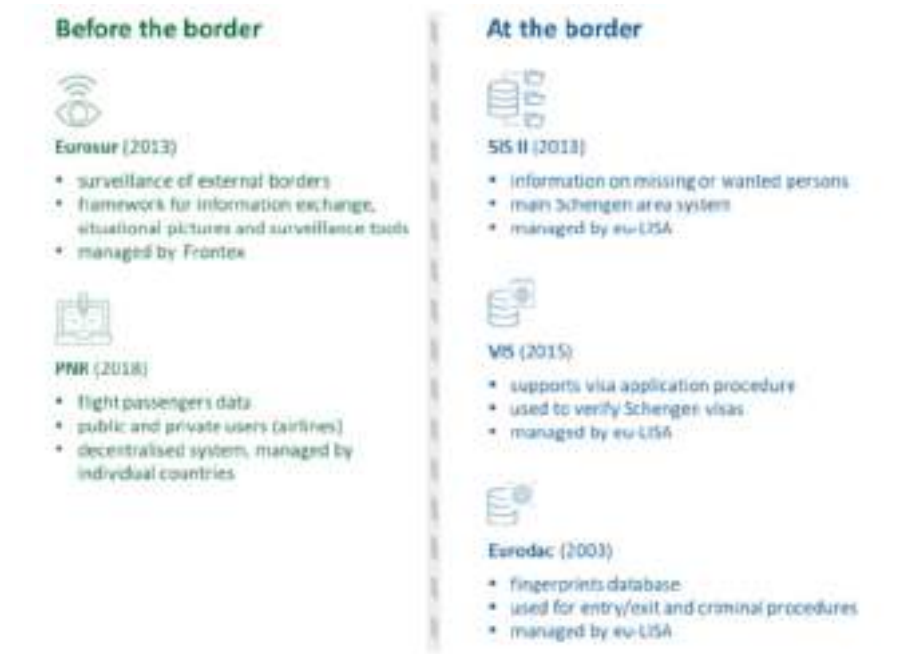 Before the border
Eurosur (2013)
• surveillance of external borders
• framework for information exchange,
situational pictures and surveillance tools
• managed by Frontex
PNR (2018)
• flight passengers data
• public and private users (airlines)
• decentralised system, managed by
individual countries
At the border
SIS II (2013)
• information on missing or wanted persons
• main Schengen area system
• managed by eu-LISA
VIS (2015)
• supports visa application procedure
• used to verify Schengen visas
• managed by eu-LISA
Eurodac (2003)
• fingerprints database
• used for entry/exit and criminal procedures
• managed by eu-LISA